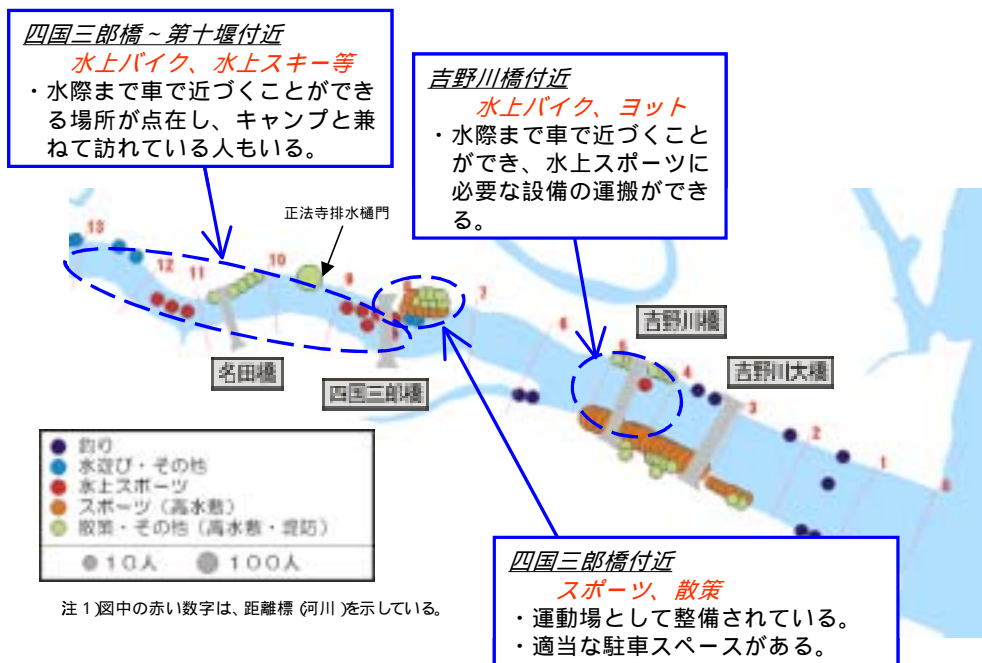 四国三郎橋~第十堰付近
水上バイク、水上スキー等
・水際まで車で近づくことができ
る場所が点在し、キャンプと兼
ねて訪れている人もいる。
吉野川橋付近
水上バイク、ヨット
・水際まで車で近づくこと
ができ、水上スポーツに
必要な設備の運搬ができ
る。
正法寺排水樋門
13
12
11
10
9
8
7
6
5
4
3
2
1
0
名田橋
四国三郎橋
吉野川橋
吉野川大橋
釣り
水遊び・その他
水上スポーツ
スポーツ(高水敷)
散策・その他(高水敷・堤防)
10人 100人
注1)図中の赤い数字は、距離標(河川)を示している。
四国三郎橋付近
スポーツ、散策
・運動場として整備されている。
・適当な駐車スペースがある。